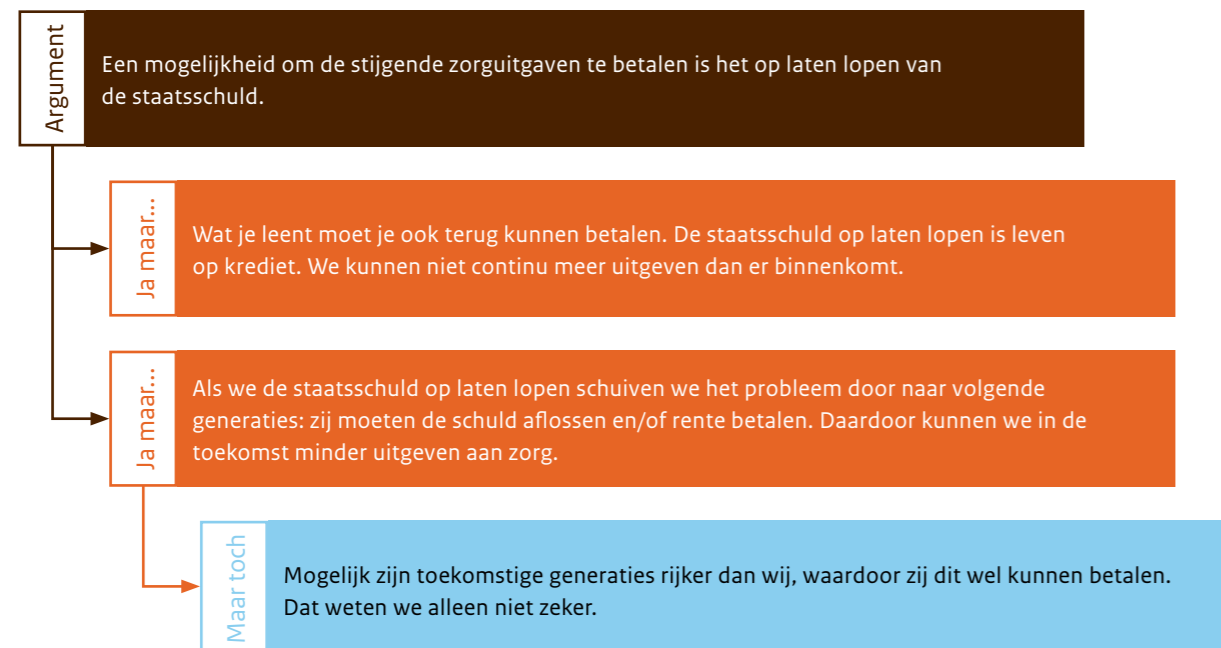 Argument
Een mogelijkheid om de stijgende zorguitgaven te betalen is het op laten lopen van
de staatsschuld.
Ja maar...
Wat je leent moet je ook terug kunnen betalen. De staatsschuld op laten lopen is leven
op krediet. We kunnen niet continu meer uitgeven dan er binnenkomt.
Ja maar...
Als we de staatsschuld op laten lopen schuiven we het probleem door naar volgende
generaties: zij moeten de schuld aflossen en/of rente betalen. Daardoor kunnen we in de
toekomst minder uitgeven aan zorg.
Maar toch
Mogelijk zijn toekomstige generaties rijker dan wij, waardoor zij dit wel kunnen betalen.
Dat weten we alleen niet zeker.